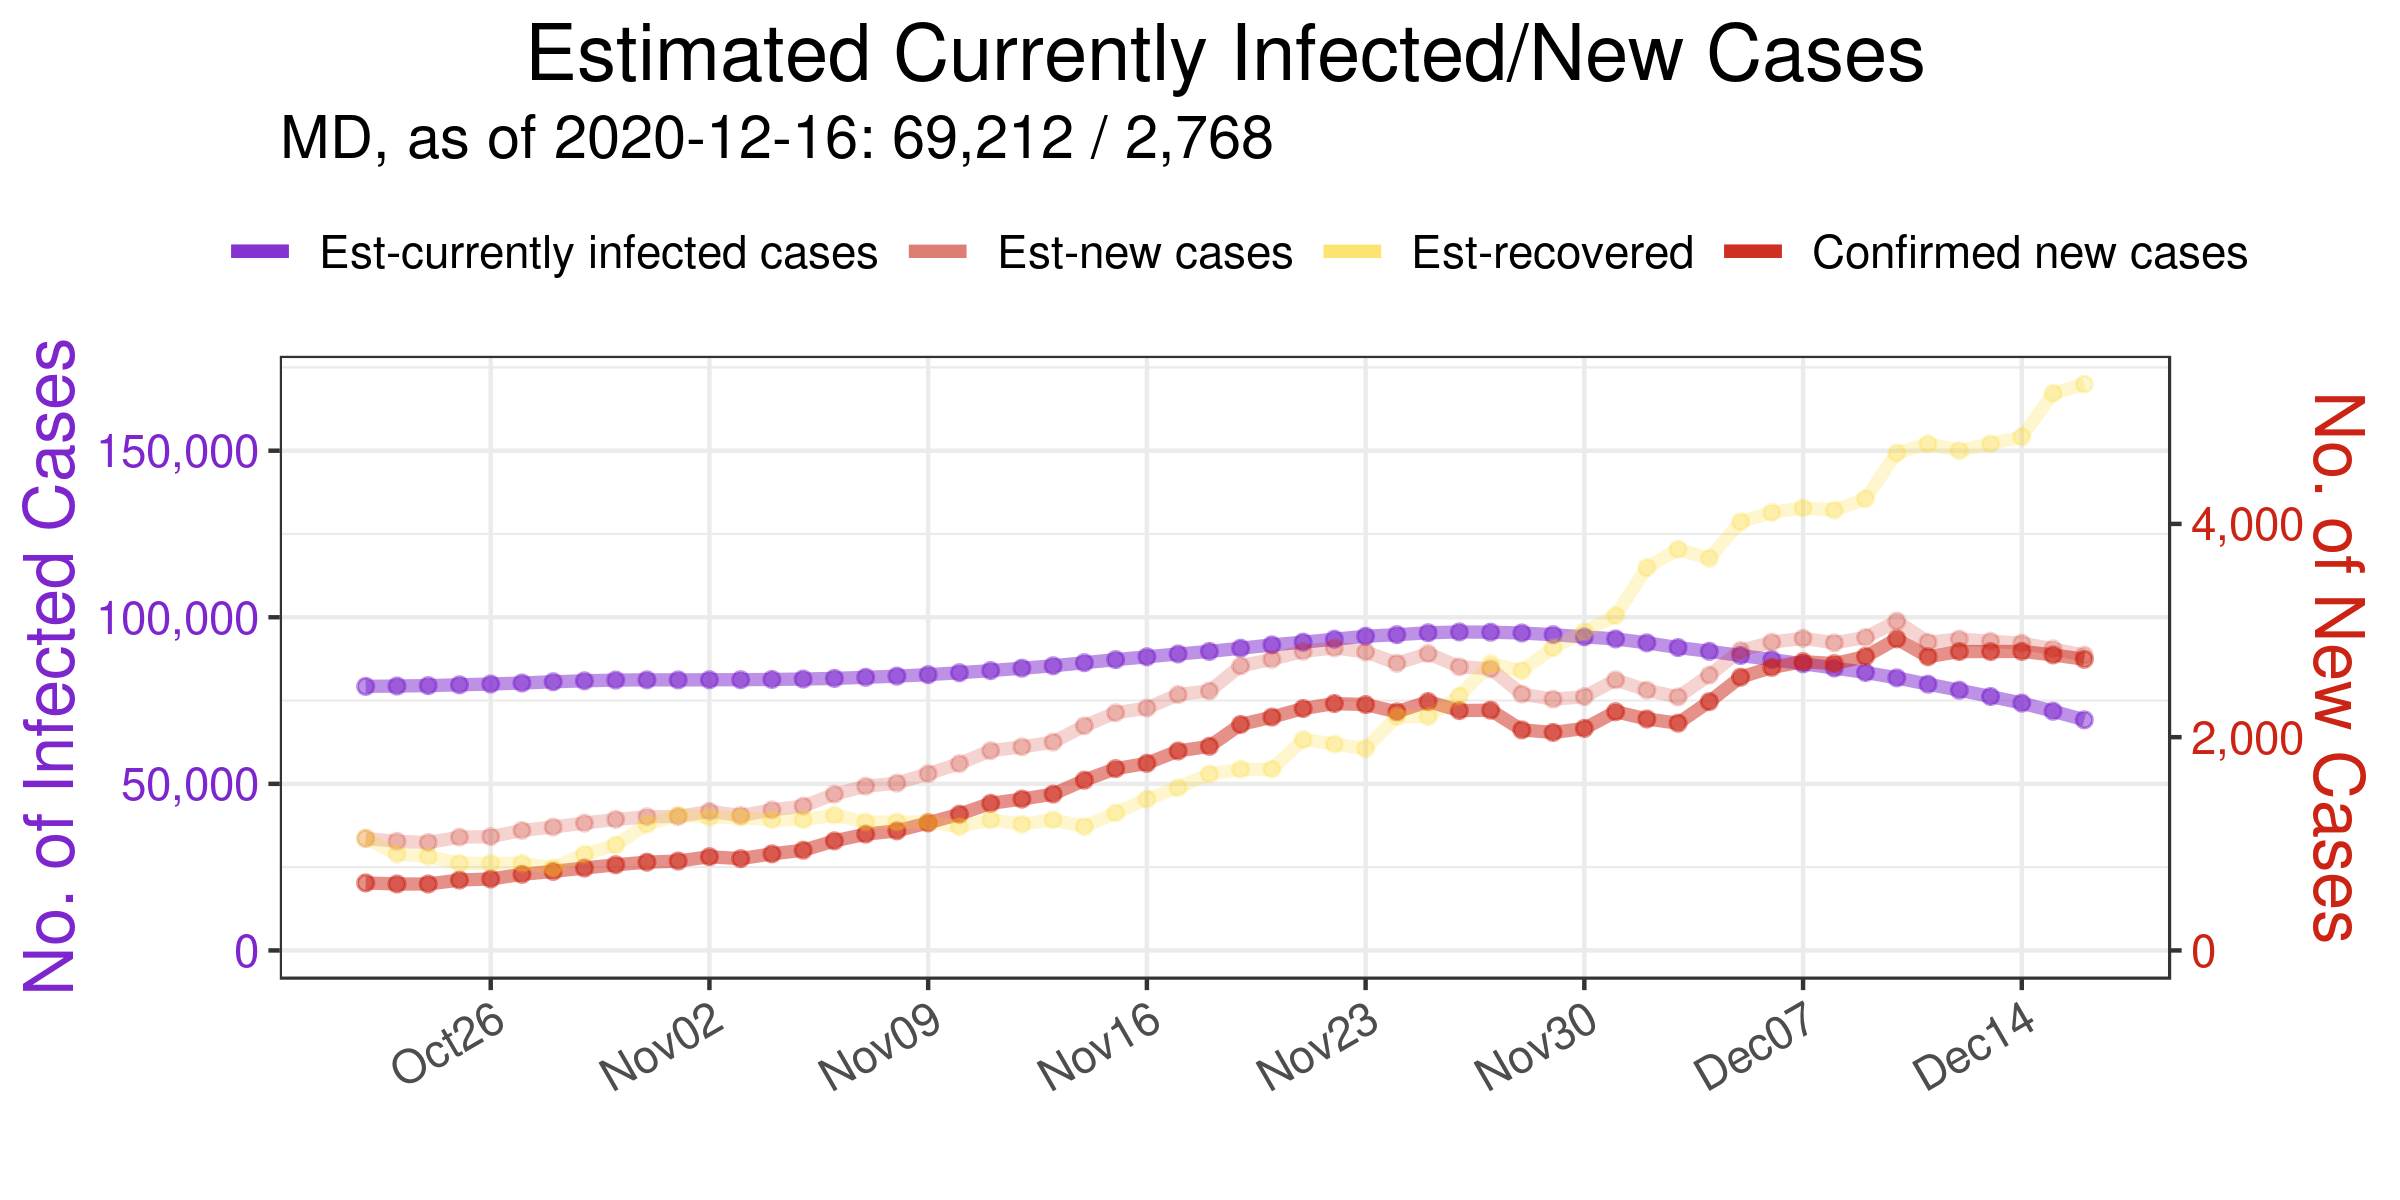 Estimated Currently Infected/New Cases
MD, as of 2020-12-16: 69,212 / 2,768
Est-currently infected cases Est-new cases Est-recovered Confirmed new cases
No. of Infected Cases
150,000
100,000
50,000
0
4,000
2,000
0
No. of New Cases
Oct26 Nov02 Nov09 Nov16 Nov23 Nov30 Dec07 Dec14